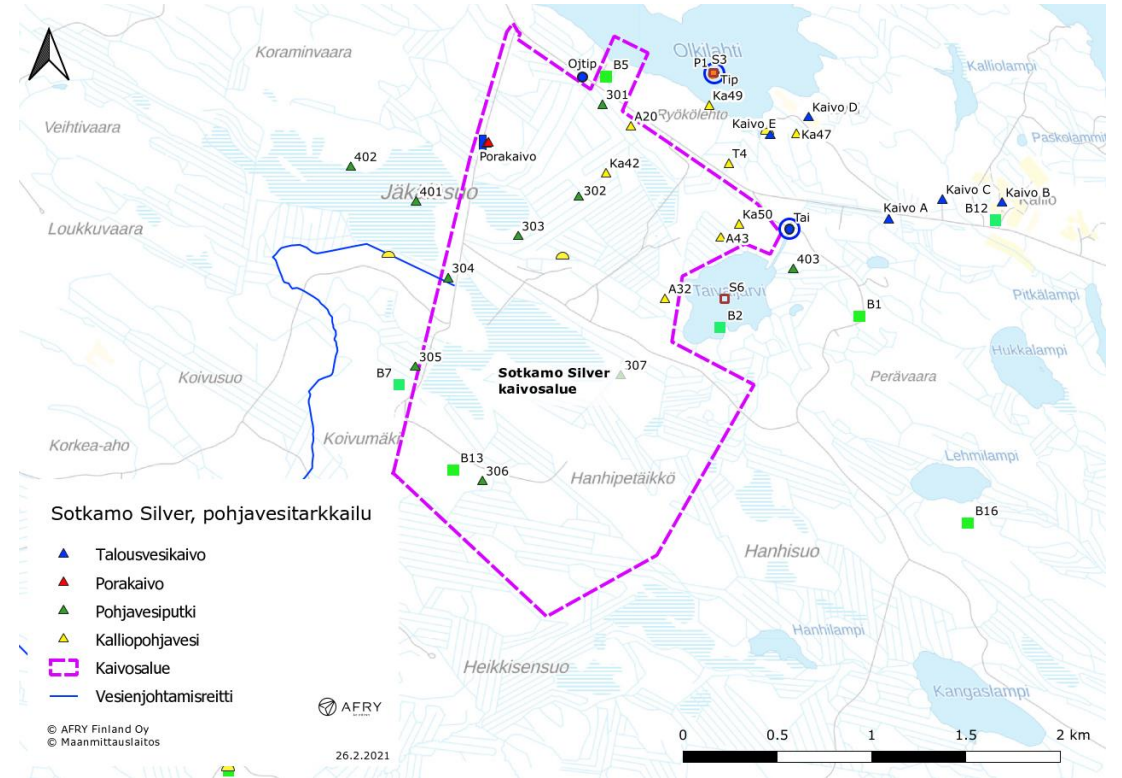 Koraminvaara
Olkilahti
Kalliolampi
Ojtip
B5
P1
S3
Tip
301
Ka49
A20
Ryökölehto
Kaivo D
Kaivo E
Ka47
Veihtivaara
Porakaivo
T4
402
Ka42
401
302
Kaivo C
Kaivo B
Kaivo A
B12
Loukkuvaara
Ka50
Tai
303
A43
403
304
A32
S6
Pitkälampi
B2
B1
Hukkalampi
305
307
B7
Koivusuo
Sotkamo Silver
kaivosalue
Perävaara
Korkea-aho
Koivumäki
B13
306
Hanhipetäikkö
Lehmilampi
B16
Sotkamo Silver, pohjavesitarkkailu
Talousvesikaivo
Porakaivo
Pohjavesiputki
Kalliopohjavesi
Kaivosalue
Vesienjohtamisreitti
Hanhisuo
Hanhilampi
Heikkisensuo
Kangaslampi
AFRY
© AFRY Finland Oy
© Maanmittauslaitos
26.2.2021
0 0.5 1 1.5 2 km